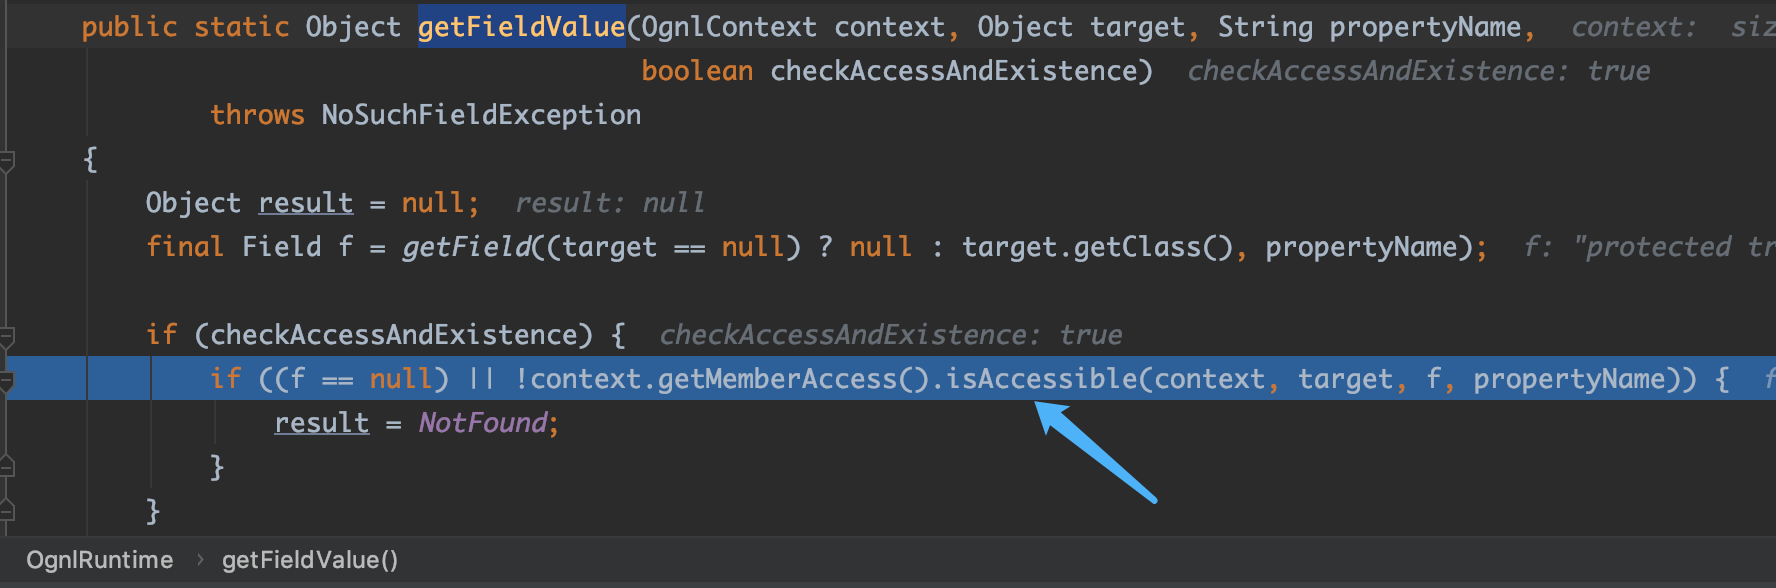 public static Object getFieldValue(OgnlContext context, Object target, String propertyName, context: siz
boolean checkAccessAndExistence) checkAccessAndExistence: true
throws NoSuchFieldException
{
Object result = null; result: null
final Field f = getField((target == null) ? null : target.getClass(), propertyName); f: "protected tr
if (checkAccessAndExistence) { checkAccessAndExistence: true
if ((f == null) || !context.getMemberAccess().isAccessible(context, target, f, propertyName)) { f
result = NotFound;
}
}
OgnlRuntime › getFieldValue()